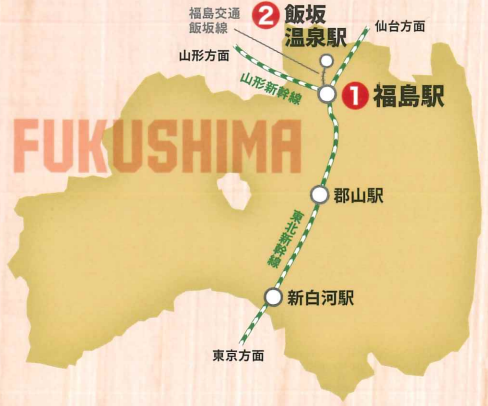 福島交通
飯坂線
❷ 飯坂
温泉駅
仙台方面
山形方面
山形新幹線
❶ 福島駅
FUKUSHIMA
郡山駅
東北新幹線
新白河駅
東京方面